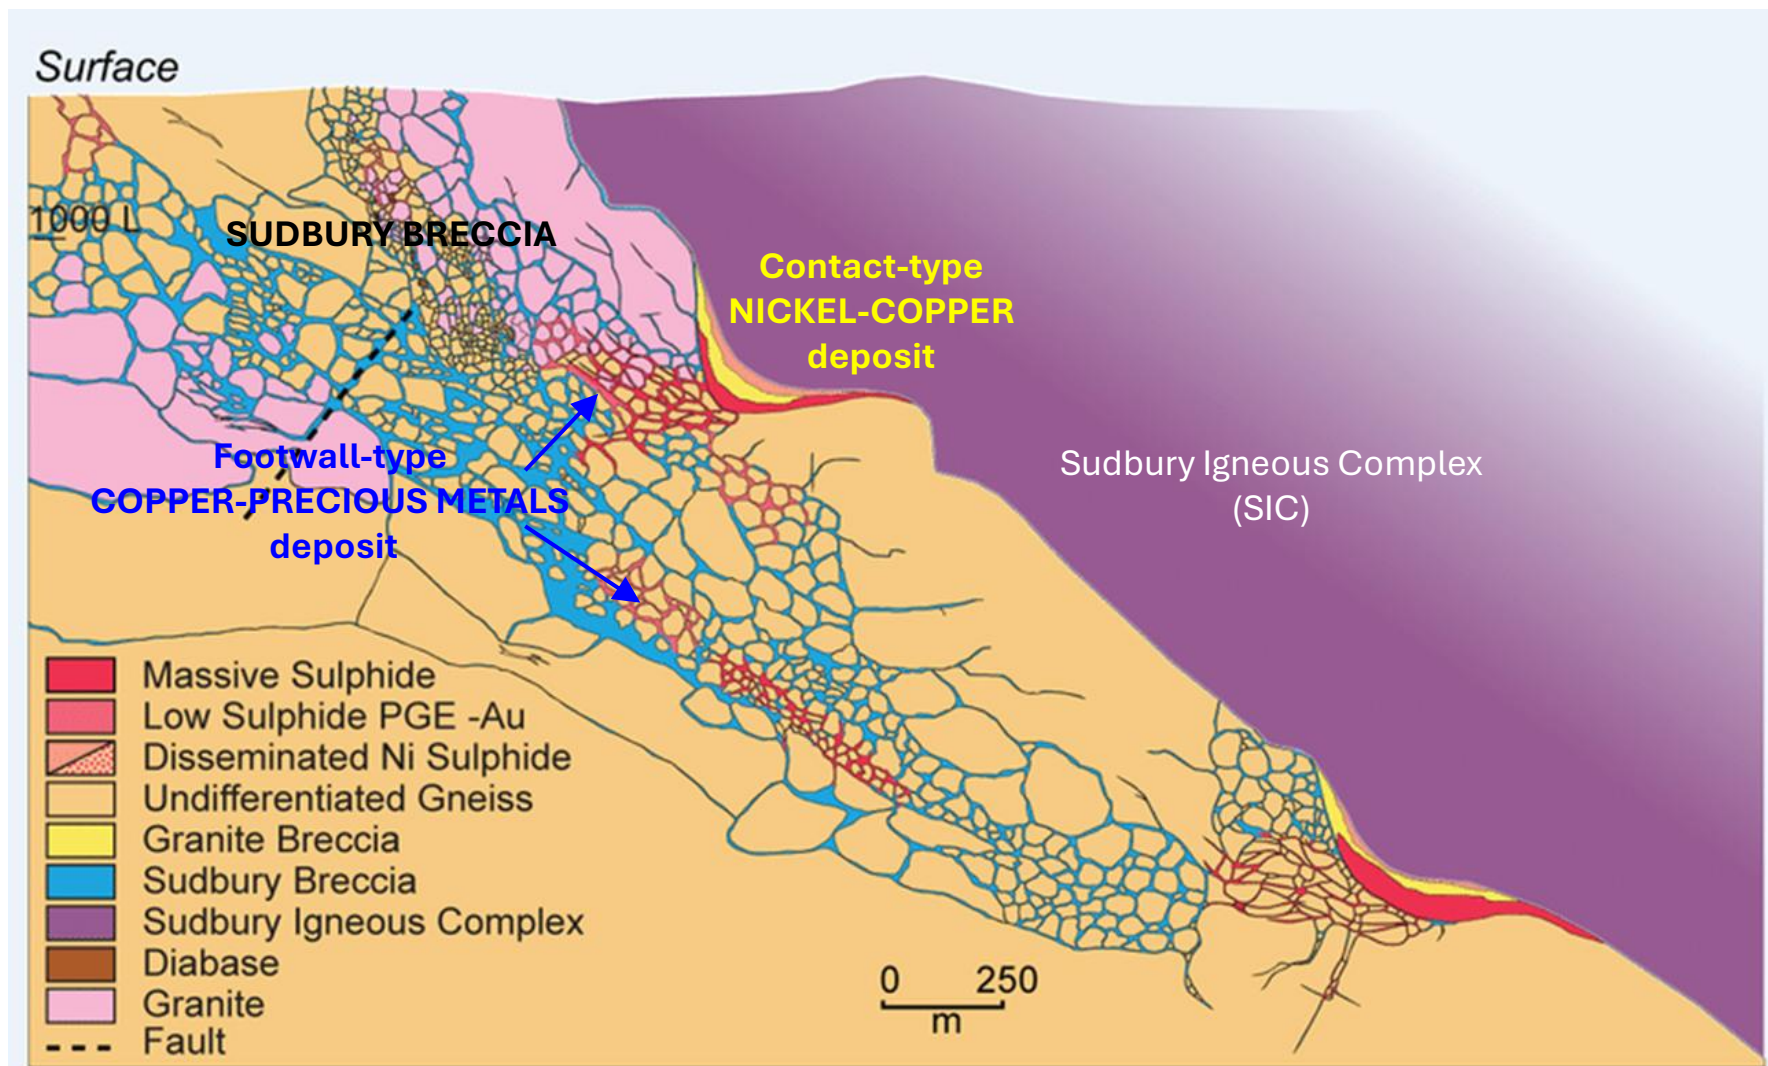 Surface
1000 L
SUDBURY BRECCIA
Contact-type
NICKEL-COPPER
deposit
Footwall-type
COPPER-PRECIOUS METALS
deposit
Sudbury Igneous Complex
(SIC)
Massive Sulphide
Low Sulphide PGE -Au
Disseminated Ni Sulphide
Undifferentiated Gneiss
Granite Breccia
Sudbury Breccia
Sudbury Igneous Complex
Diabase
Granite
Fault
0 250
m